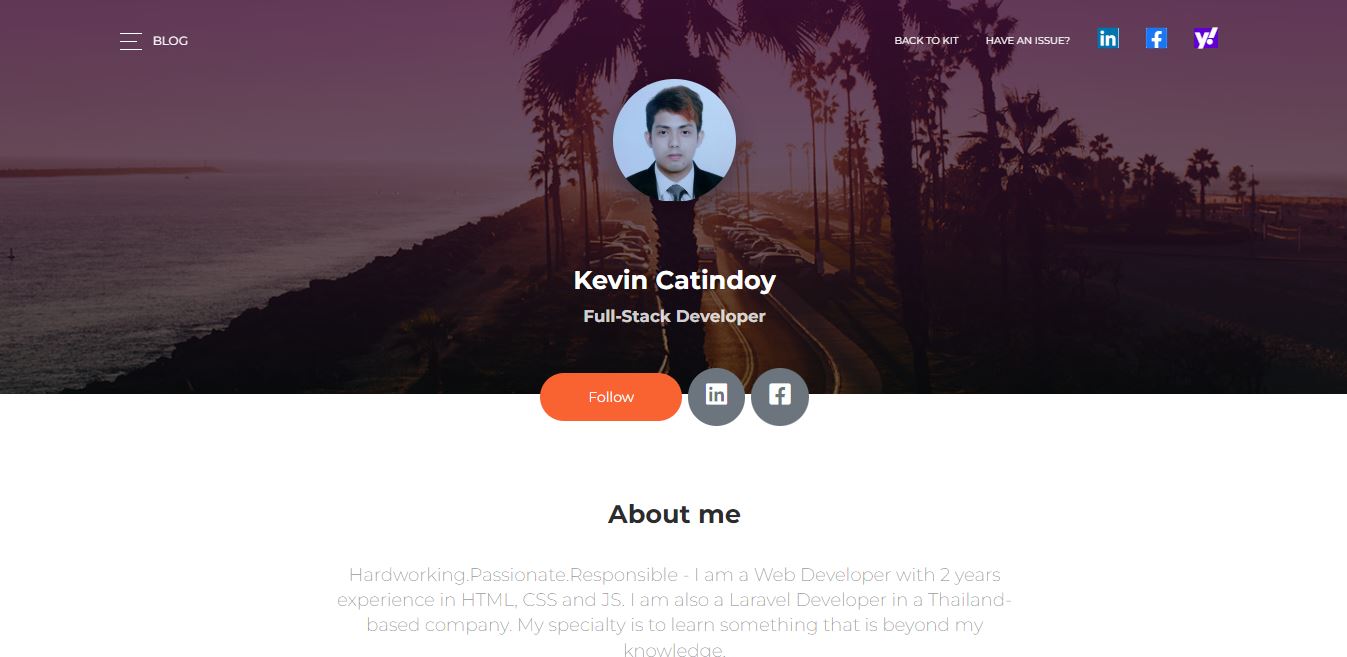 BLOG
BACK TO KIT
HAVE AN ISSUE?
in
f
y!
Kevin Catindoy
Full-Stack Developer
Follow
in
f
About me
Hardworking.Passionate.Responsible - I am a Web Developer with 2 years
experience in HTML, CSS and JS. I am also a Laravel Developer in a Thailand-
based company. My specialty is to learn something that is beyond my
knowledge.